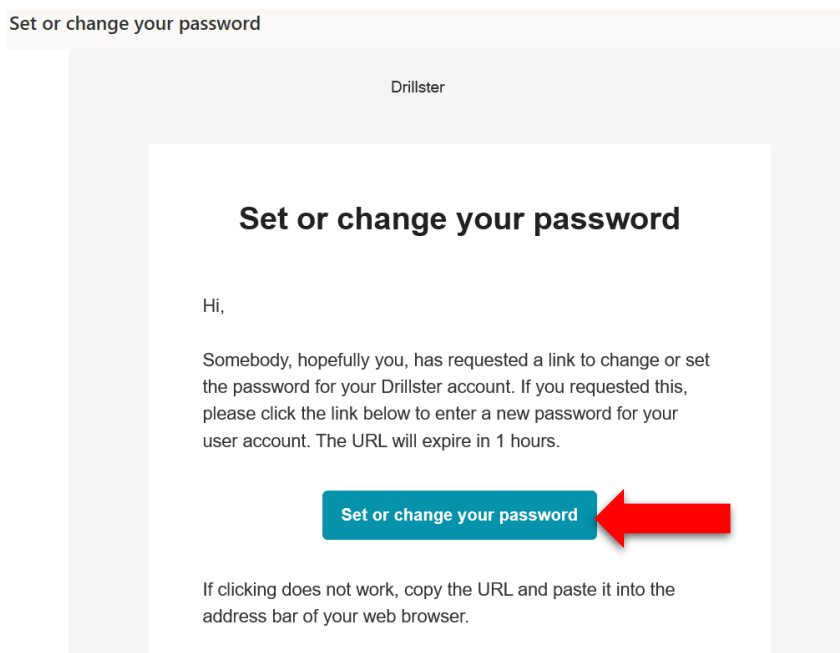 Set or change your password
Drillster
Set or change your password
Hi,
Somebody, hopefully you, has requested a link to change or set
the password for your Drillster account. If you requested this,
please click the link below to enter a new password for your
user account. The URL will expire in 1 hours.
Set or change your password
If clicking does not work, copy the URL and paste it into the
address bar of your web browser.